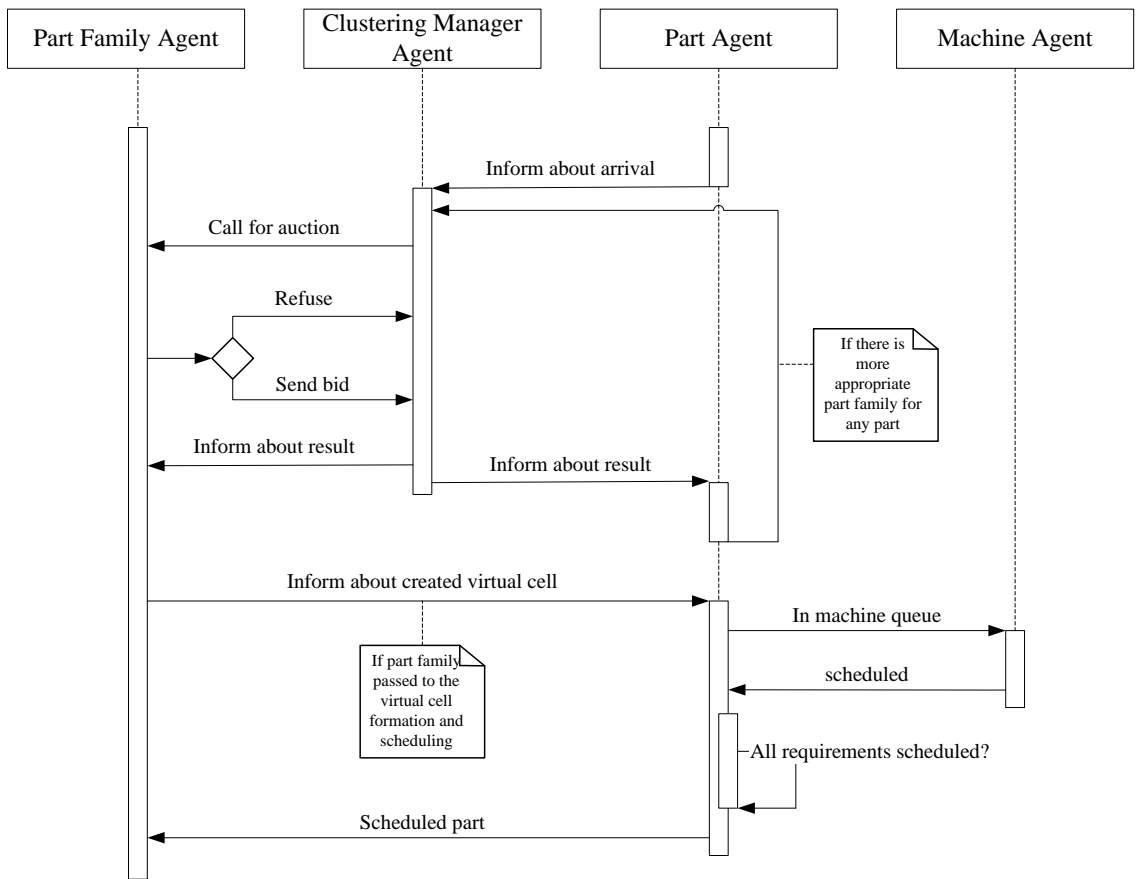 Part Family Agent
Clustering Manager
Agent
Part Agent
Machine Agent
Inform about arrival
Call for auction
Refuse
Send bid
If there is
more
appropriate
part family for
any part
Inform about result
Inform about result
Inform about created virtual cell
In machine queue
If part family
passed to the
virtual cell
formation and
scheduling
scheduled
All requirements scheduled?
Scheduled part